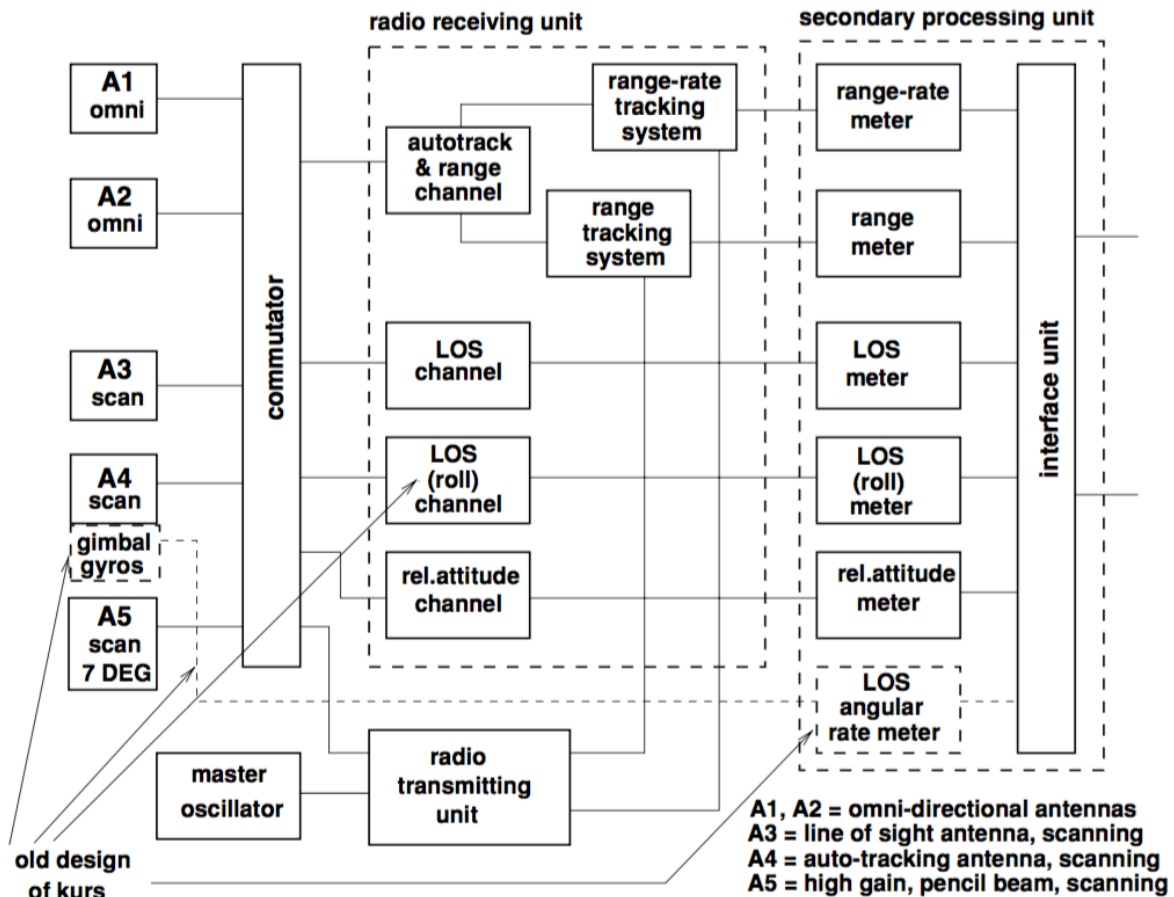 radio receiving unit
secondary processing unit
A1
omni
A2
omni
A3
scan
A4
scan
gimbal
gyros
A5
scan
7 DEG
commutator
autotrack
& range
channel
range-rate
tracking
system
range
tracking
system
LOS
channel
LOS
(roll)
channel
rel.attitude
channel
range-rate
meter
range
meter
LOS
meter
LOS
(roll)
meter
rel.attitude
meter
LOS
angular
rate meter
interface unit
master
oscillator
radio
transmitting
unit
old design
of kurs
A1, A2 = omni-directional antennas
A3 = line of sight antenna, scanning
A4 = auto-tracking antenna, scanning
A5 = high gain, pencil beam, scanning